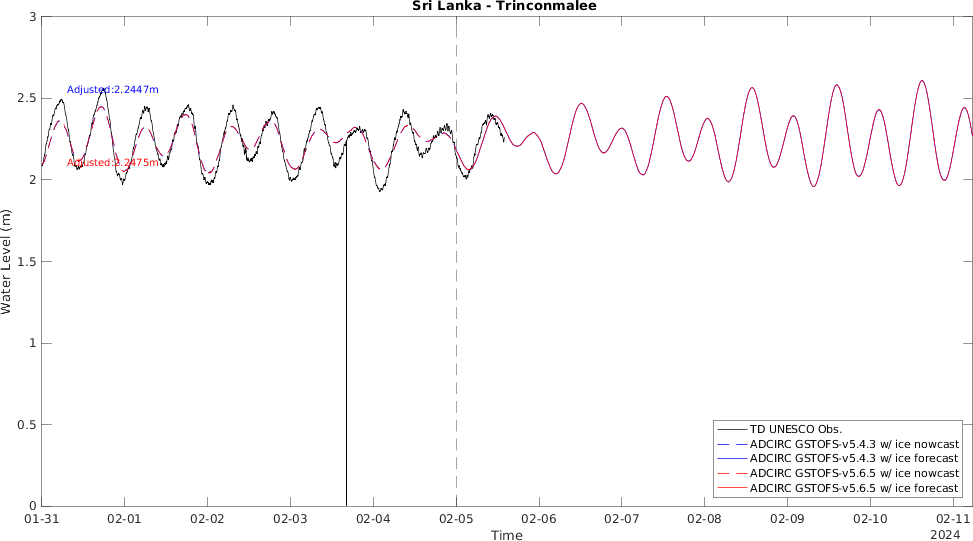 Sri Lanka - Trinconmalee
3
2.5
2
1.5
1
0.5
0
Water Level (m)
Adjusted:2.2447m
Adjusted:2.2475m
TD UNESCO Obs.
ADCIRC GSTOFS-v5.4.3 w/ ice nowcast
ADCIRC GSTOFS-v5.4.3 w/ ice forecast
ADCIRC GSTOFS-v5.6.5 w/ ice nowcast
ADCIRC GSTOFS-v5.6.5 w/ ice forecast
01-31 02-01 02-02 02-03 02-04 02-05 02-06 02-07 02-08 02-09 02-10 02-11
Time
2024